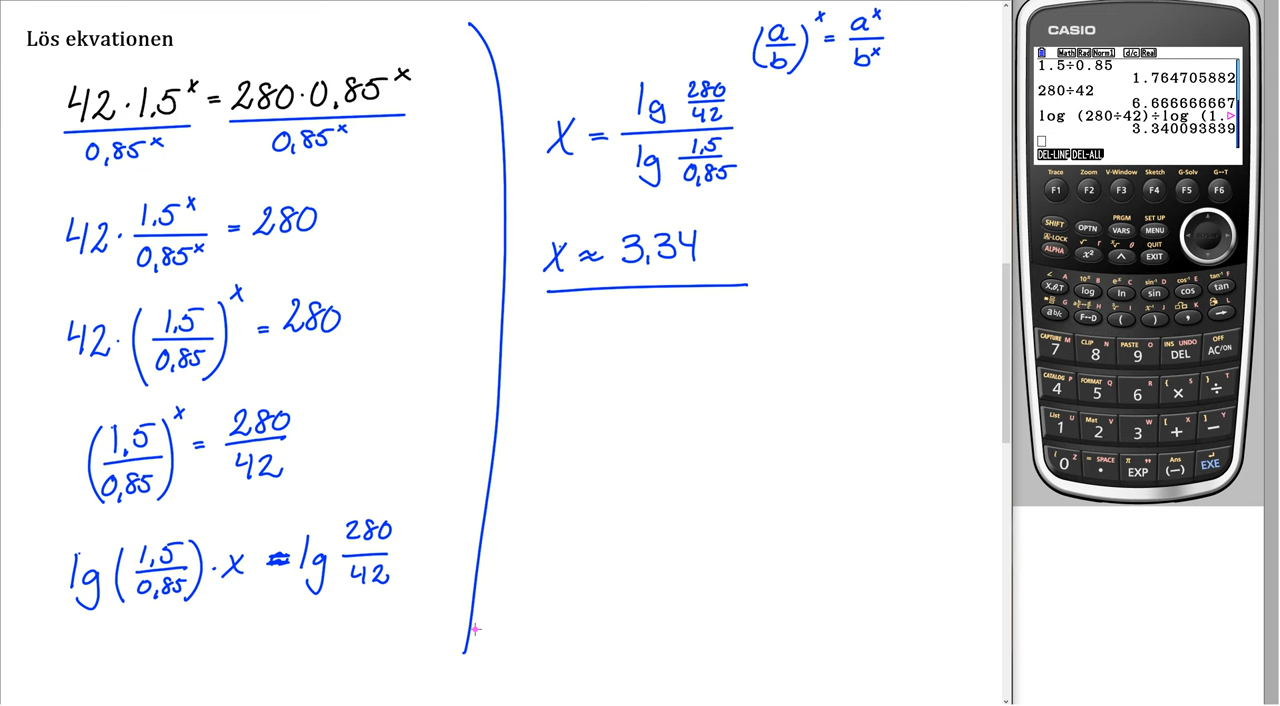 Lös ekvationen
42 · 1,5^x = 280 · 0,85^x
0,85^x 0,85^x
42 · 1,5^x / 0,85^x = 280
42 · (1,5 / 0,85)^x = 280
(1,5 / 0,85)^x = 280 / 42
lg (1,5 / 0,85) · x = lg 280 / 42
(a / b)^x = a^x / b^x
x = lg 280/42 / lg 1,5/0,85
x ≈ 3,34
CASIO
Math Rad Norm1 d/c Real
1.5÷0.85
1.764705882
280÷42
6.666666667
log (280÷42)÷log (1.
3.340093839
DEL-LINE DEL-ALL
Trace Zoom V-Window Sketch G-Solv G↔T
F1 F2 F3 F4 F5 F6
PRGM SET UP
SHIFT OPTN VARS MENU
A-LOCK QUIT
ALPHA x² ^ EXIT
X,θ,T log ln sin cos tan
ab/c F↔D ( ) , →
CAPTURE M CLIP N PASTE O INS UNDO OFF
7 8 9 DEL AC/ON
CATALOG P FORMAT Q R { S } T
4 5 6 × ÷
List U Mat V W [ X ] Y
1 2 3 + −
i Z = SPACE π " Ans
0 . EXP (−) EXE